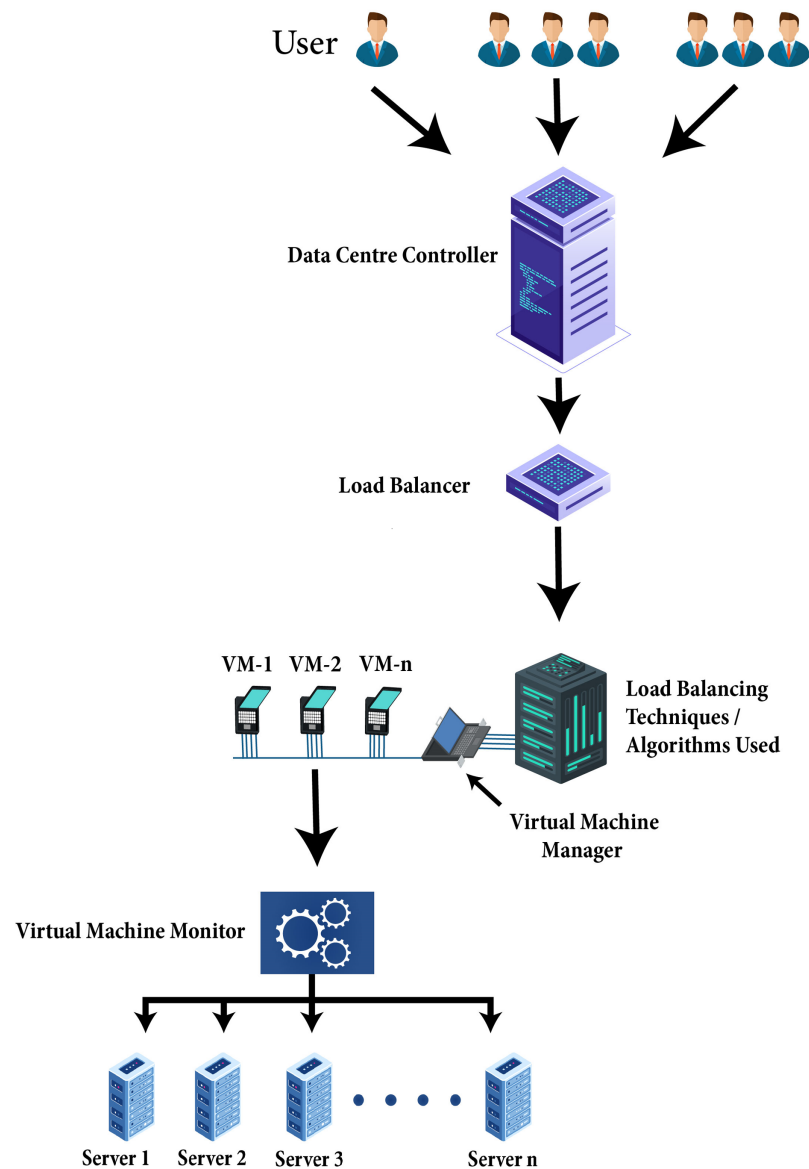 User
Data Centre Controller
Load Balancer
VM-1 VM-2 VM-n
Load Balancing
Techniques /
Algorithms Used
Virtual Machine
Manager
Virtual Machine Monitor
Server 1 Server 2 Server 3 Server n